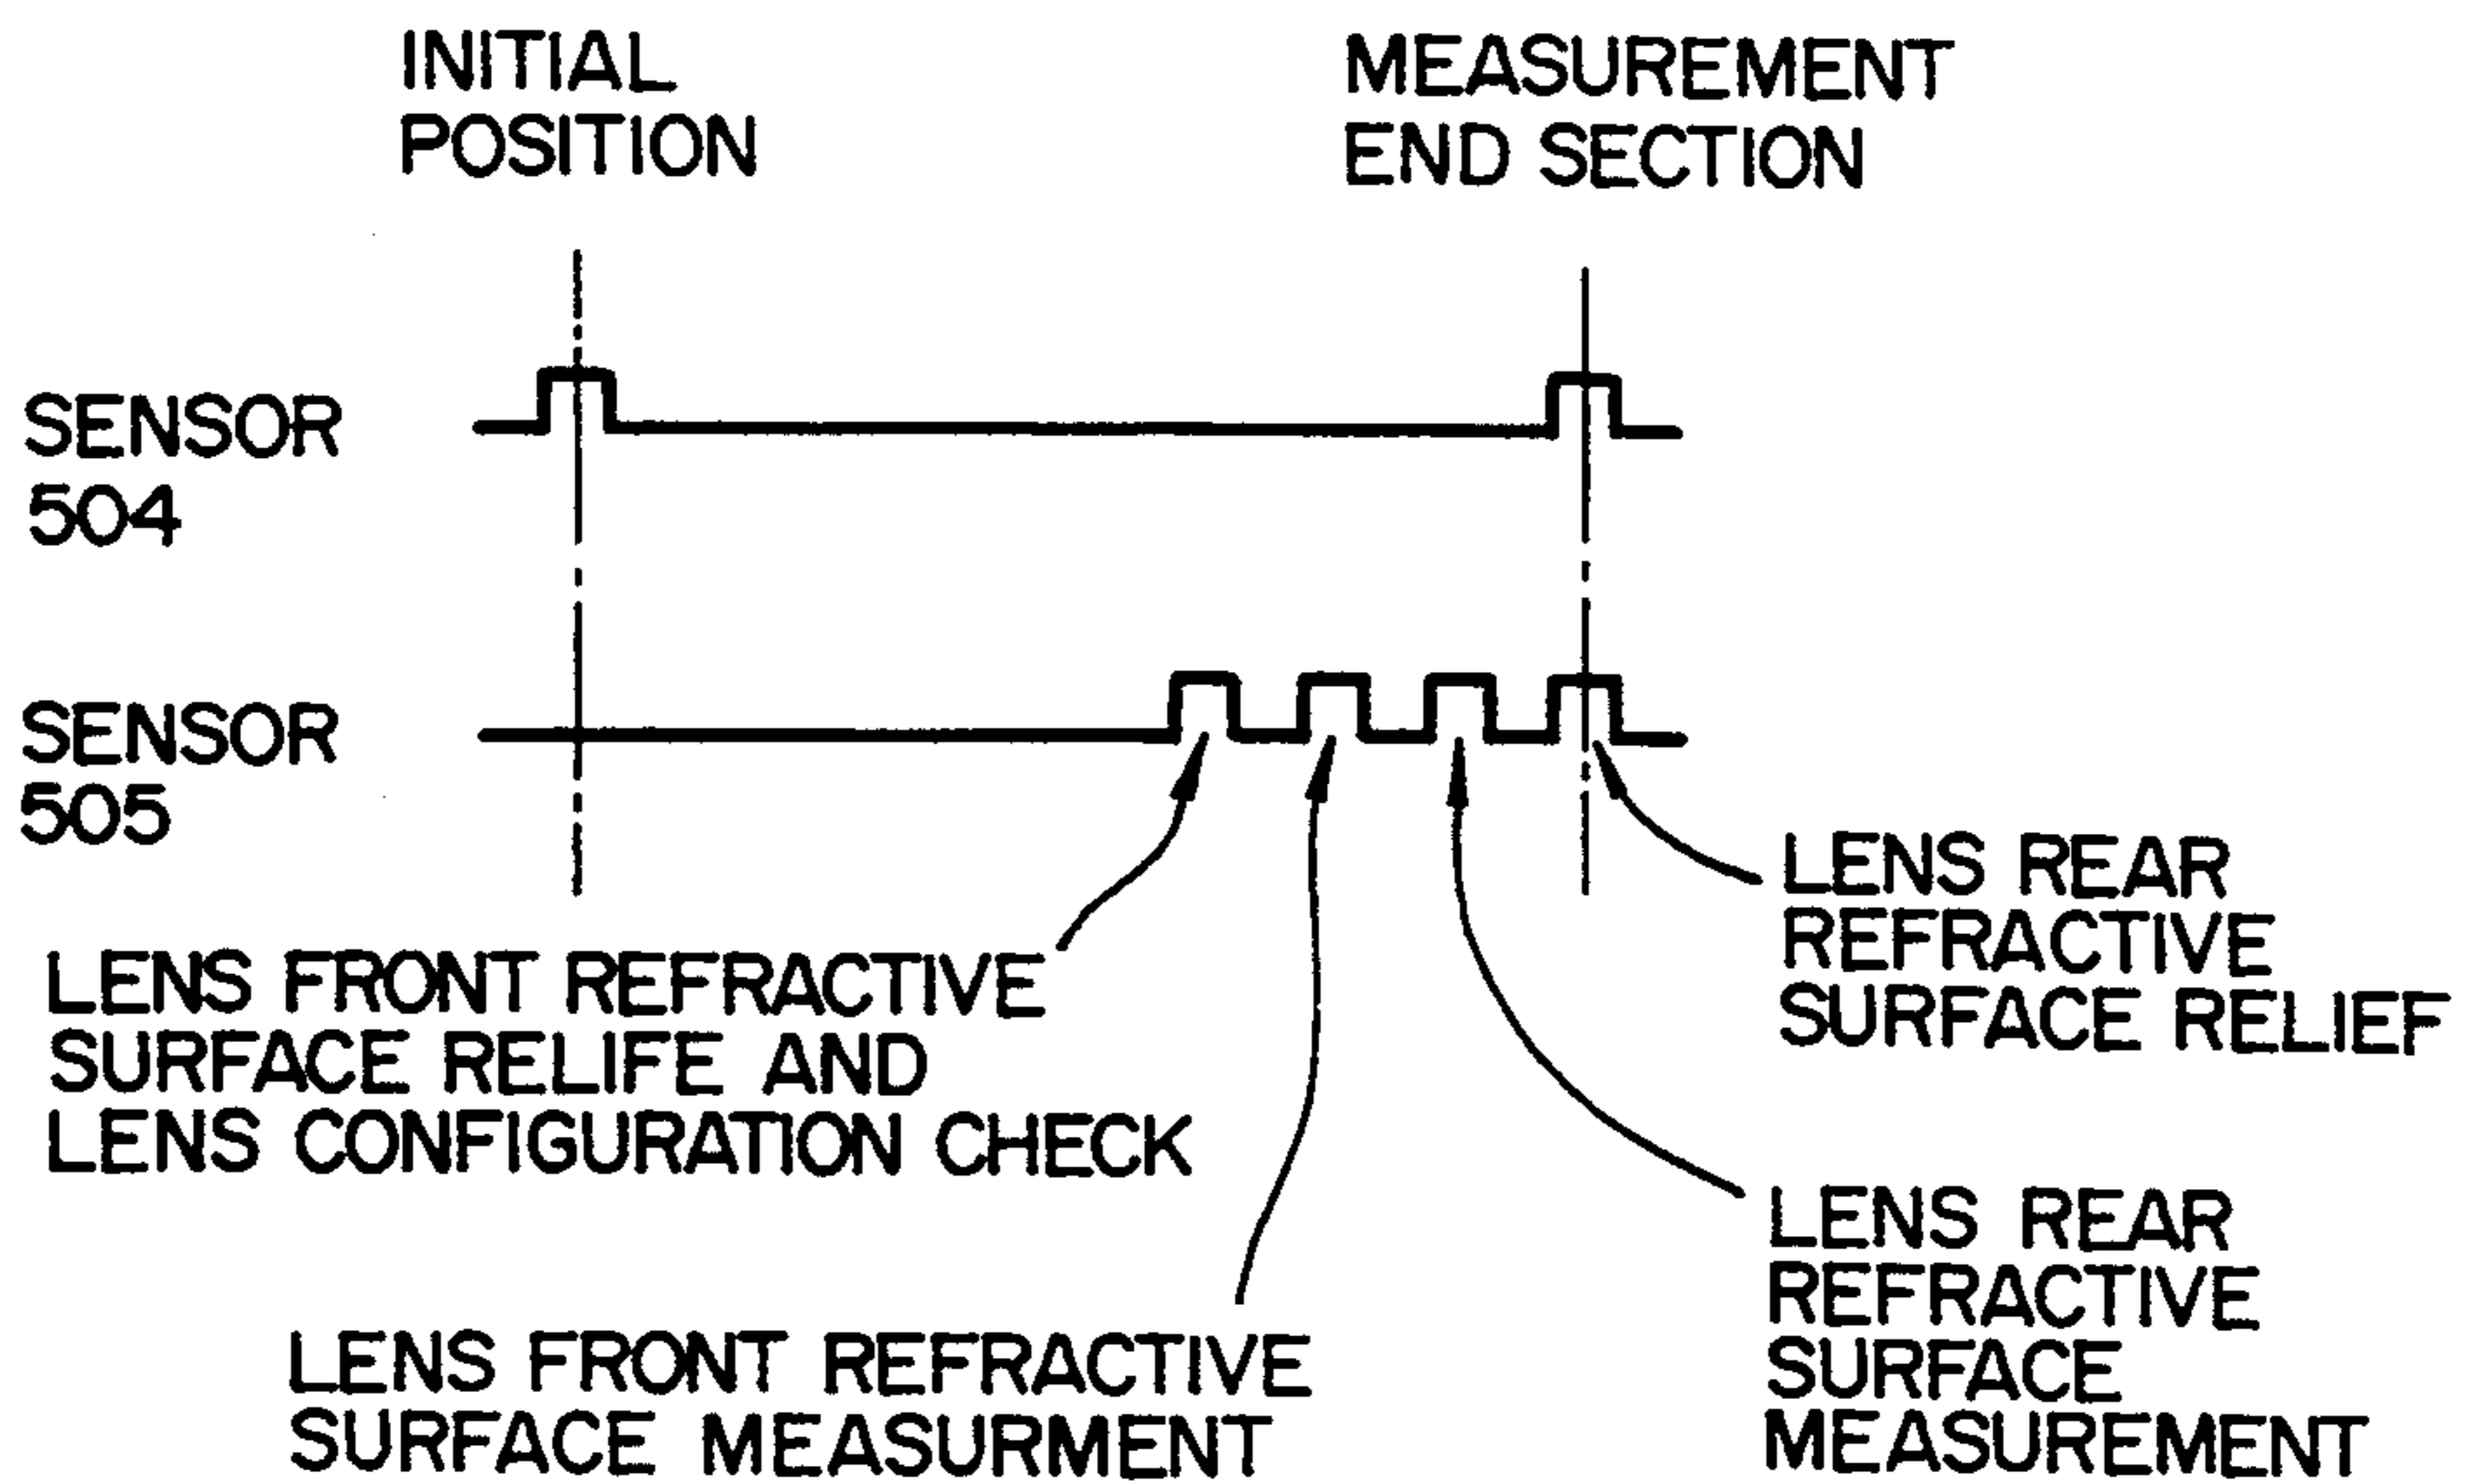 INITIAL
POSITION
MEASUREMENT
END SECTION
SENSOR
504
SENSOR
505
LENS FRONT REFRACTIVE
SURFACE RELIFE AND
LENS CONFIGURATION CHECK
LENS REAR
REFRACTIVE
SURFACE RELIEF
LENS FRONT REFRACTIVE
SURFACE MEASURMENT
LENS REAR
REFRACTIVE
SURFACE
MEASUREMENT